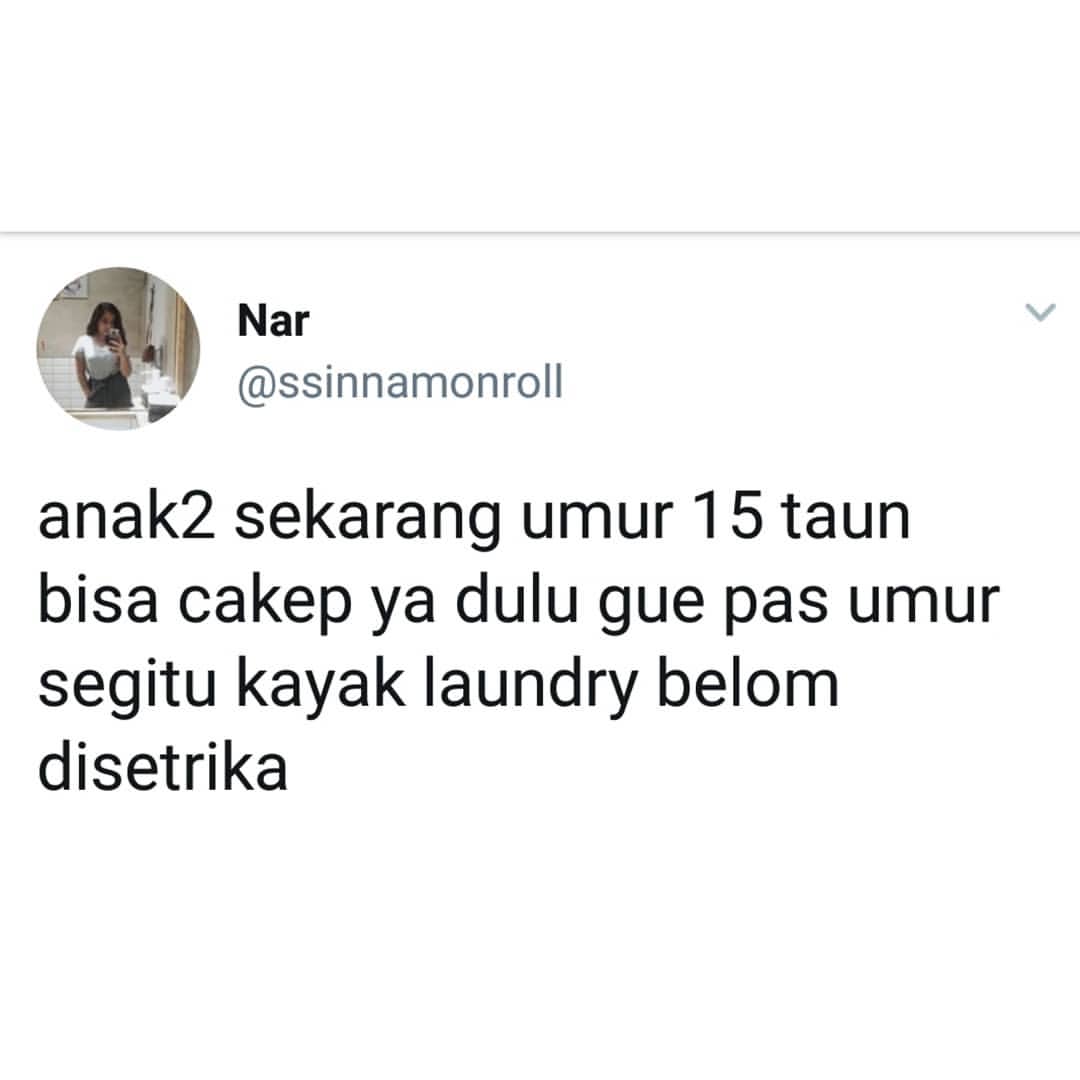 Nar
@ssinnamonroll
anak2 sekarang umur 15 taun
bisa cakep ya dulu gue pas umur
segitu kayak laundry belom
disetrika